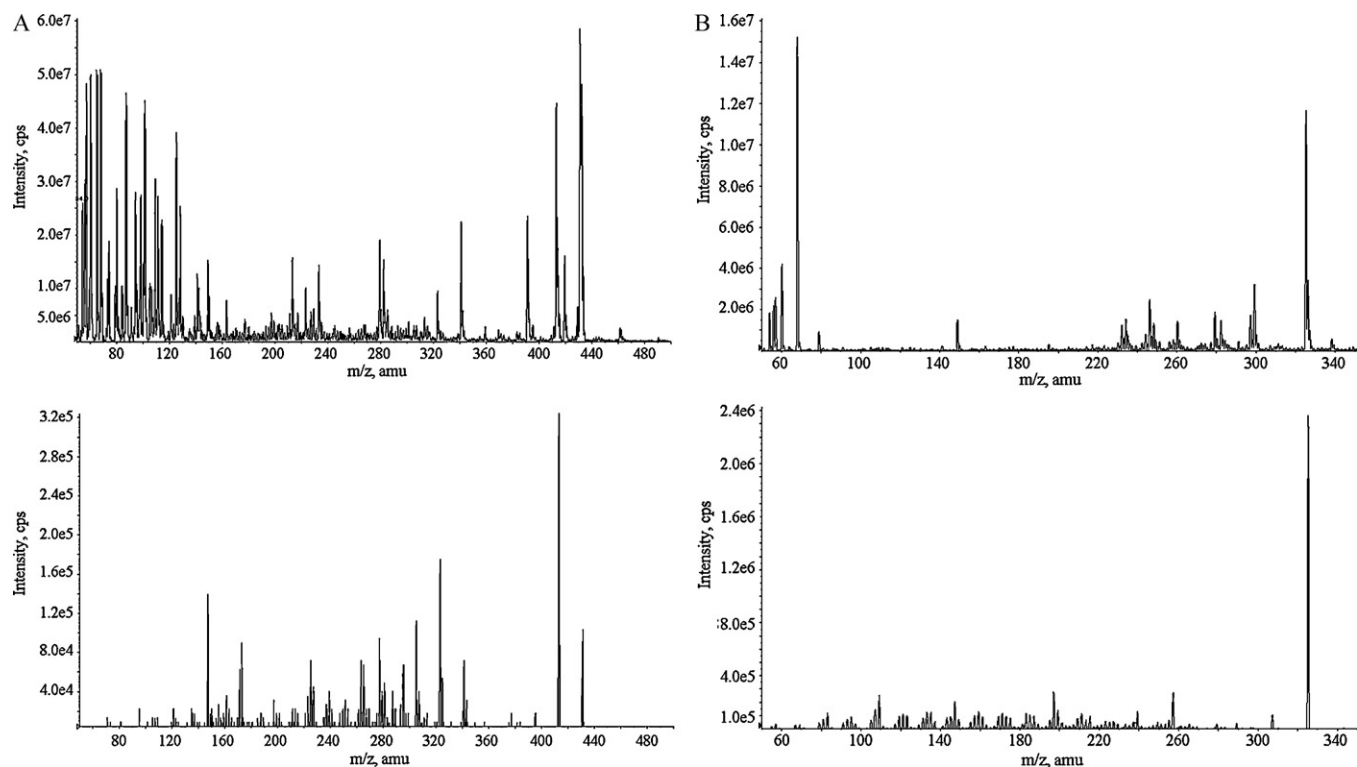 A
6.0e7
5.0e7
4.0e7
3.0e7
2.0e7
1.0e7
5.0e6
Intensity, cps
80 120 160 200 240 280 320 360 400 440 480
m/z, amu
B
1.6e7
1.4e7
1.2e7
1.0e7
8.0e6
6.0e6
4.0e6
2.0e6
Intensity, cps
60 100 140 180 220 260 300 340
m/z, amu
3.2e5
2.8e5
2.4e5
2.0e5
1.6e5
1.2e5
8.0e4
4.0e4
Intensity, cps
80 120 160 200 240 280 320 360 400 440 480
m/z, amu
2.4e6
2.0e6
1.6e6
1.2e6
8.0e5
4.0e5
1.0e5
Intensity, cps
60 100 140 180 220 260 300 340
m/z, amu